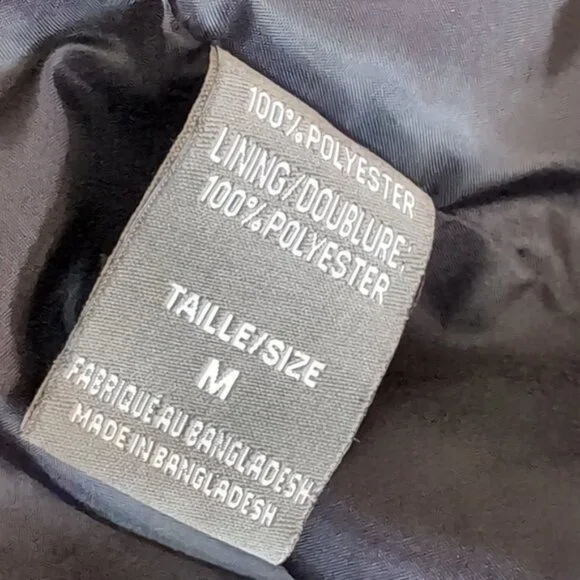 100% POLYESTER
LINING/DOUBLURE:
100% POLYESTER
TAILLE/SIZE
M
FABRIQUÉ AU BANGLADESH
MADE IN BANGLADESH